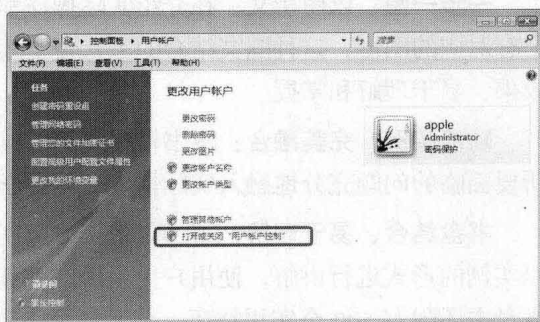 控制面板 ▸ 用户帐户
搜索
文件(F) 编辑(E) 查看(V) 工具(T) 帮助(H)
任务
创建密码重设盘
管理网络密码
管理您的文件加密证书
配置高级用户配置文件属性
更改我的环境变量
更改用户帐户
更改密码
删除密码
更改图片
更改帐户名称
更改帐户类型
管理其他帐户
打开或关闭“用户帐户控制”
apple
Administrator
密码保护
请参阅
家长控制